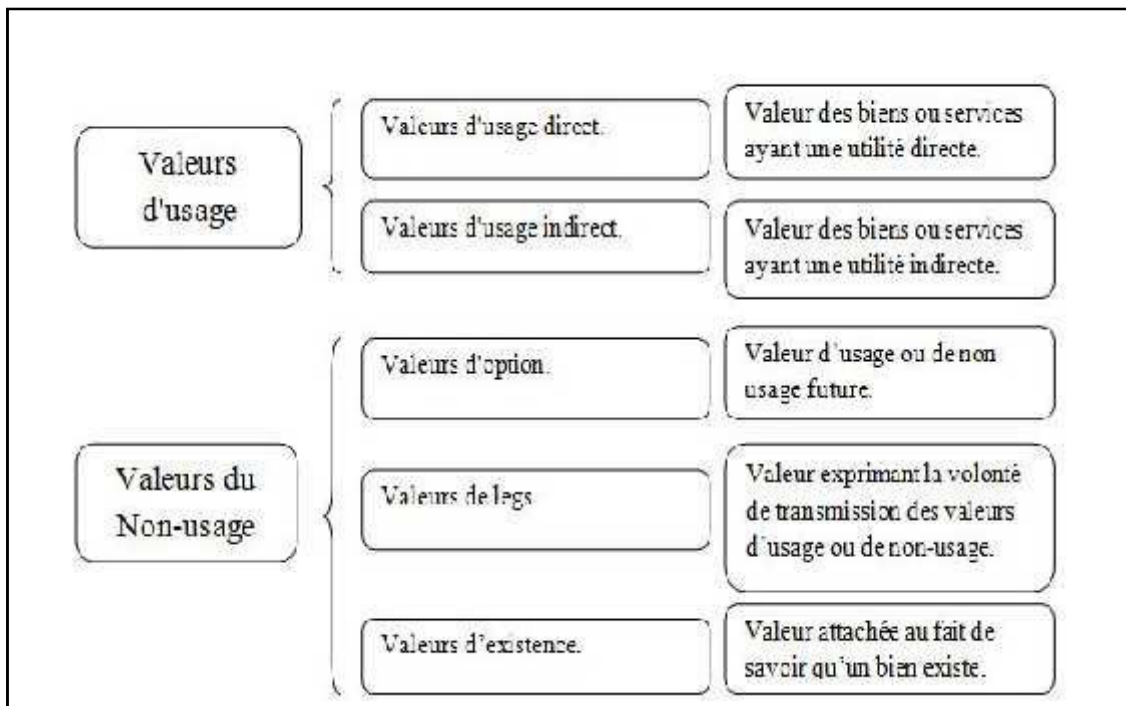 Valeurs
d'usage
Valeurs d'usage direct.
Valeur des biens ou services
ayant une utilité directe.
Valeurs d'usage indirect.
Valeur des biens ou services
ayant une utilité indirecte.
Valeurs du
Non-usage
Valeurs d'option.
Valeur d'usage ou de non
usage future.
Valeurs de legs
Valeur exprimant la volonté
de transmission des valeurs
d'usage ou de non-usage.
Valeurs d'existence.
Valeur attachée au fait de
savoir qu'un bien existe.